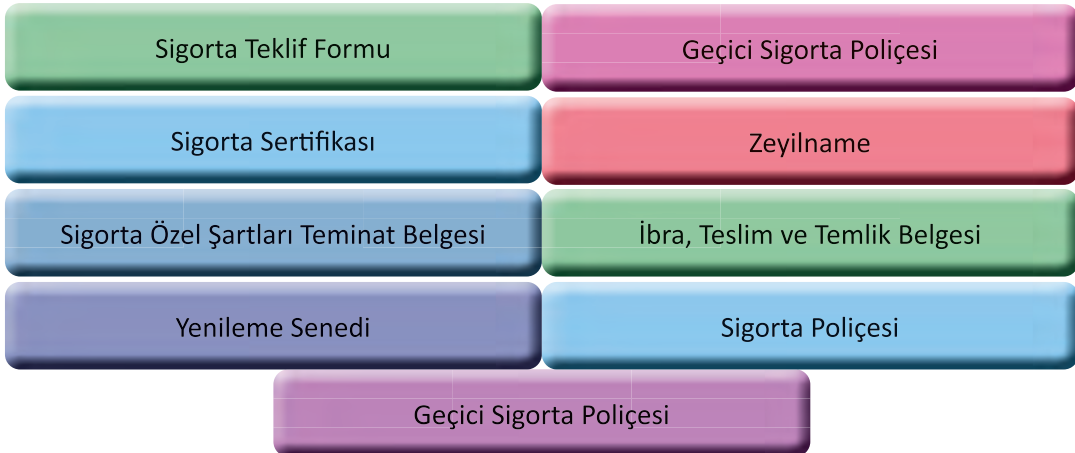 Sigorta Teklif Formu
Geçici Sigorta Poliçesi
Sigorta Sertifikası
Zeyilname
Sigorta Özel Şartları Teminat Belgesi
İbra, Teslim ve Temlik Belgesi
Yenileme Senedi
Sigorta Poliçesi
Geçici Sigorta Poliçesi